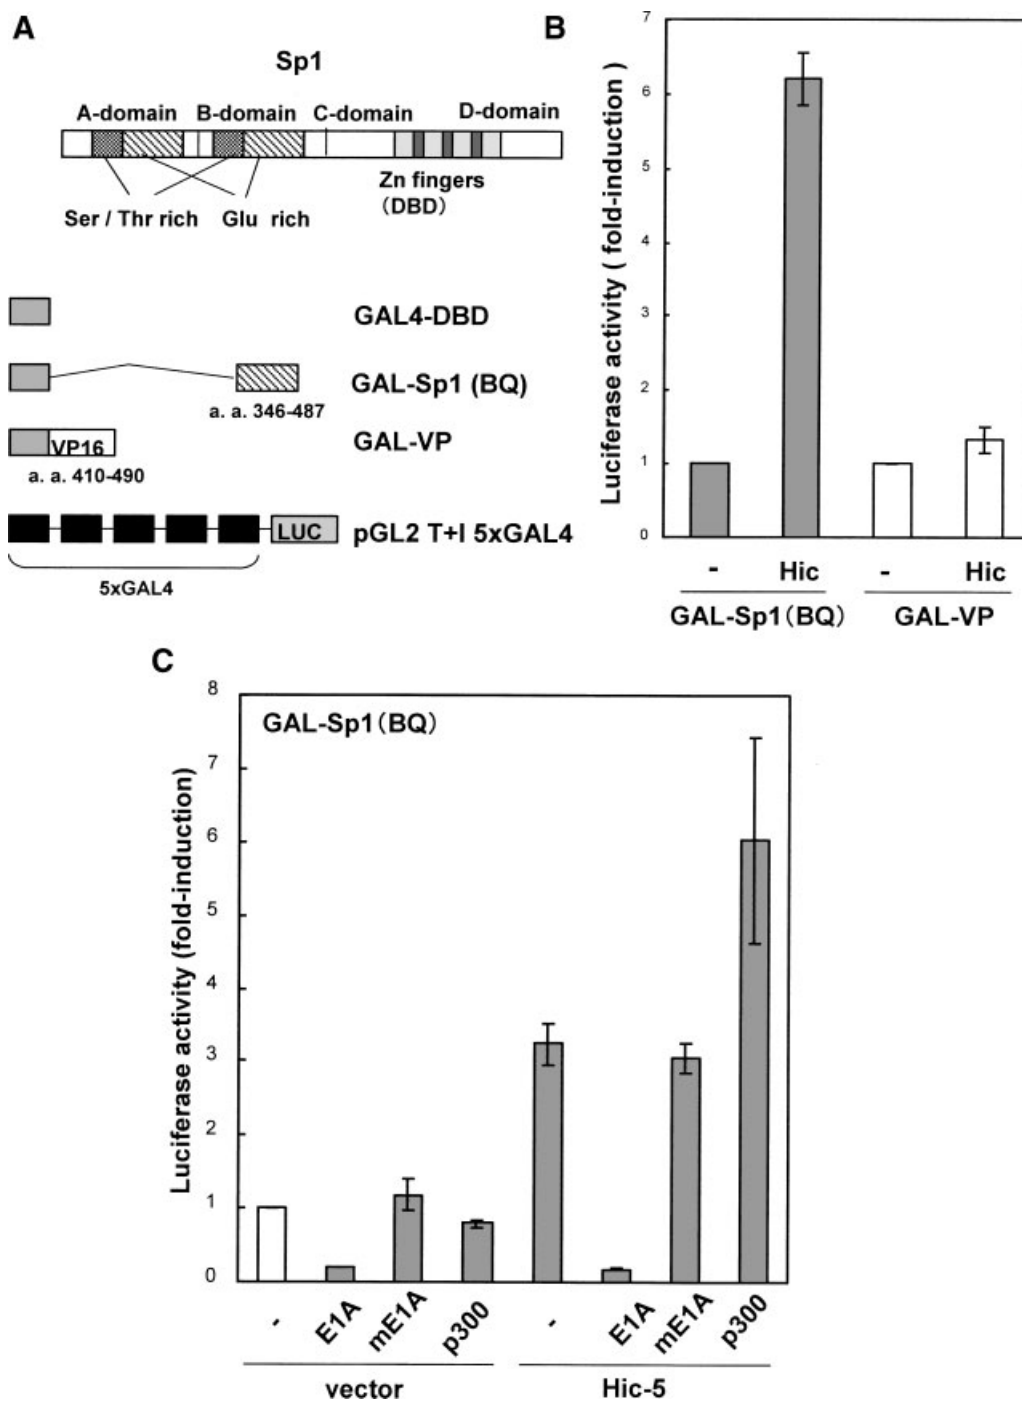 A
Sp1
A-domain B-domain C-domain D-domain
Zn fingers
(DBD)
Ser / Thr rich Glu rich
GAL4-DBD
GAL-Sp1 (BQ)
a. a. 346-487
VP16
GAL-VP
a. a. 410-490
LUC
pGL2 T+I 5xGAL4
5xGAL4
B
Luciferase activity ( fold-induction )
7
6
5
4
3
2
1
0
- Hic - Hic
GAL-Sp1(BQ) GAL-VP
C
GAL-Sp1(BQ)
Luciferase activity (fold-induction)
8
7
6
5
4
3
2
1
0
- E1A mE1A p300 - E1A mE1A p300
vector Hic-5